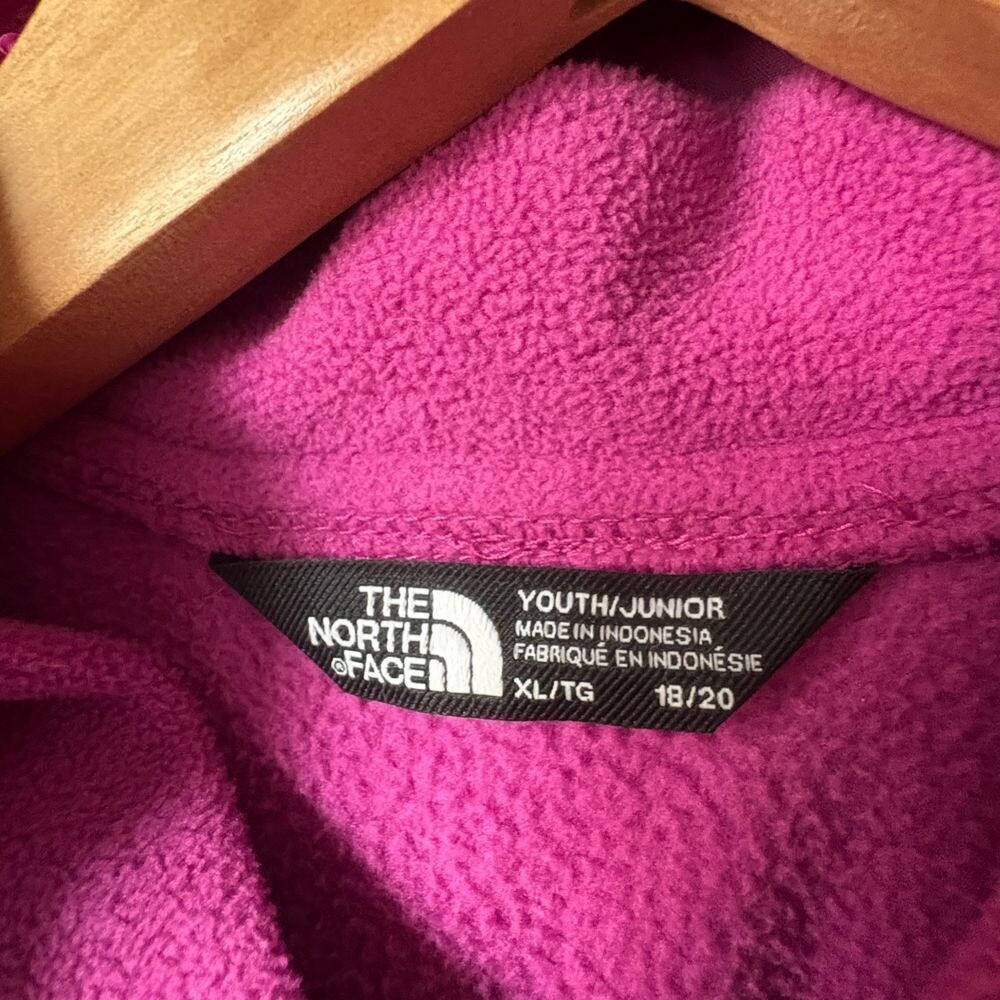 THE
NORTH
®FACE
YOUTH/JUNIOR
MADE IN INDONESIA
FABRIQUÉ EN INDONÉSIE
XL/TG 18/20